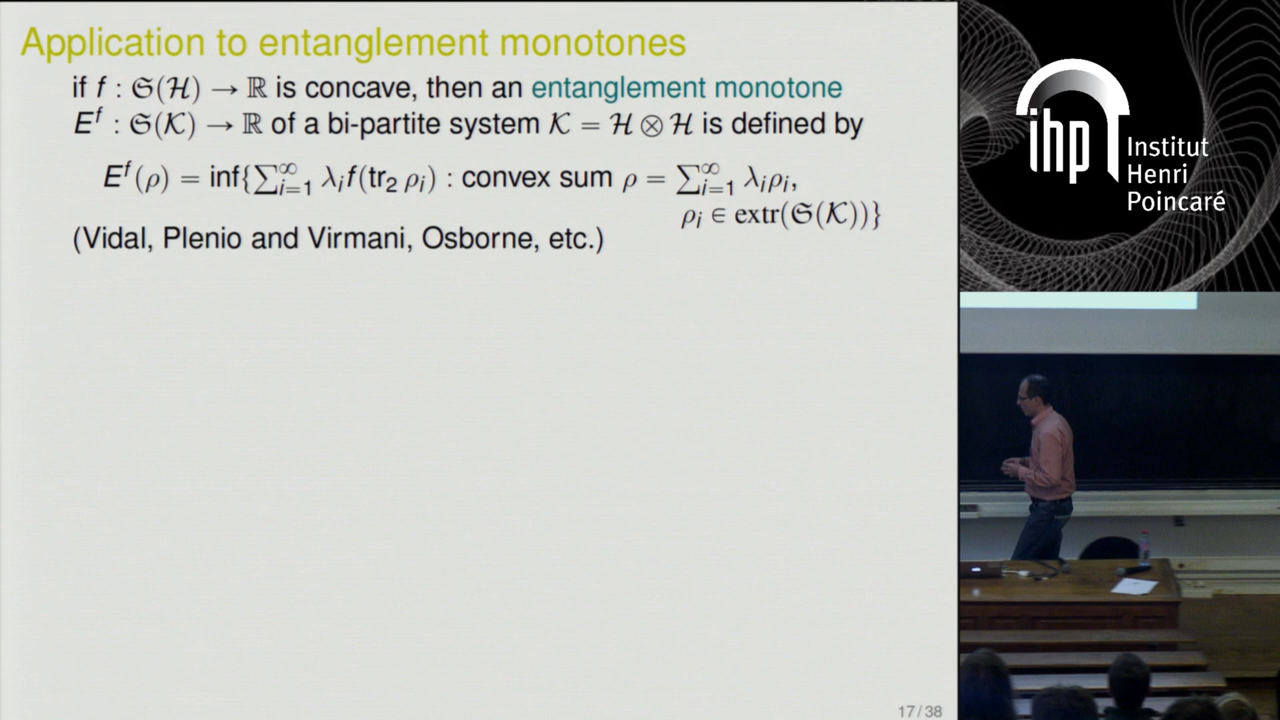 Application to entanglement monotones
if f : 𝔖(ℋ) → ℝ is concave, then an entanglement monotone
E^f : 𝔖(𝒦) → ℝ of a bi-partite system 𝒦 = ℋ ⊗ ℋ is defined by
E^f(ρ) = inf{∑_{i=1}^∞ λ_i f(tr₂ ρ_i) : convex sum ρ = ∑_{i=1}^∞ λ_i ρ_i,
ρ_i ∈ extr(𝔖(𝒦))}
(Vidal, Plenio and Virmani, Osborne, etc.)
17 / 38
ihp
Institut
Henri
Poincaré